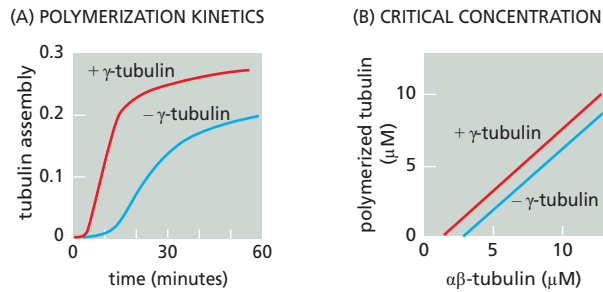 (A) POLYMERIZATION KINETICS
0.3
0.2
0.1
0
tubulin assembly
+ γ-tubulin
– γ-tubulin
0
30
60
time (minutes)
(B) CRITICAL CONCENTRATION
10
5
0
polymerized tubulin
(μM)
+ γ-tubulin
– γ-tubulin
0
5
10
αβ-tubulin (μM)